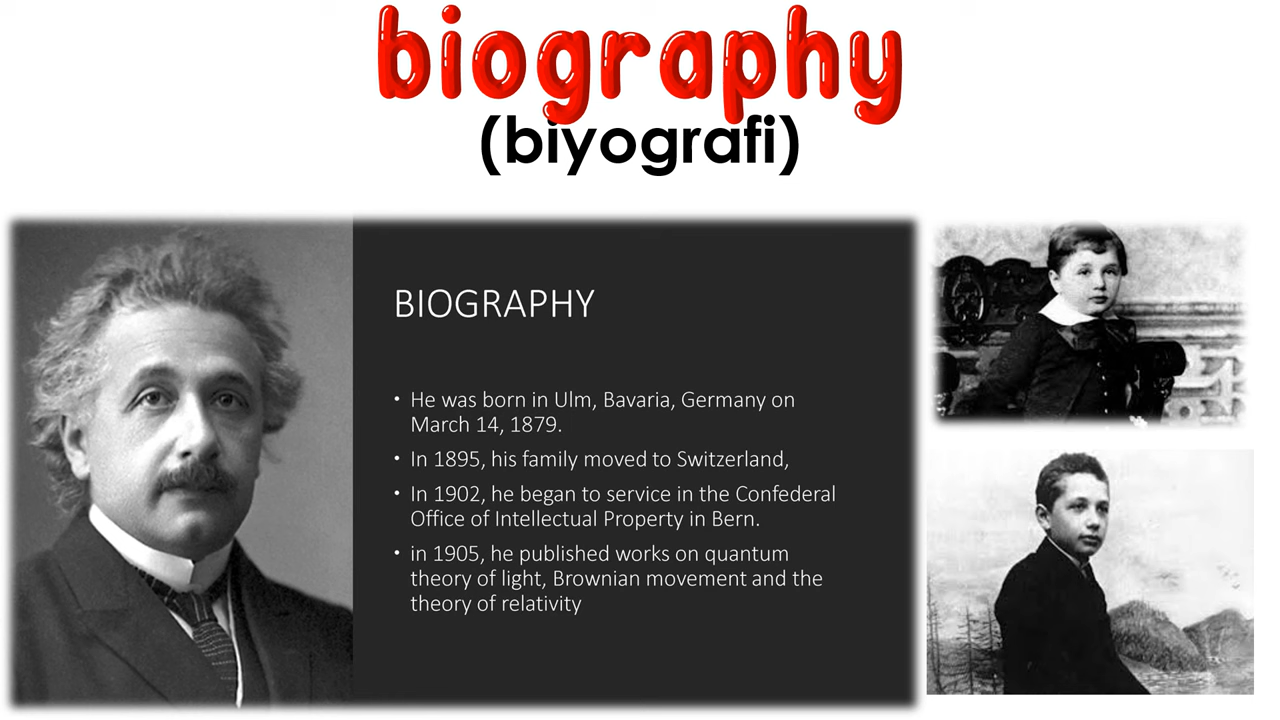 biography
(biyografi)
BIOGRAPHY
• He was born in Ulm, Bavaria, Germany on
March 14, 1879.
• In 1895, his family moved to Switzerland,
• In 1902, he began to service in the Confederal
Office of Intellectual Property in Bern.
• in 1905, he published works on quantum
theory of light, Brownian movement and the
theory of relativity